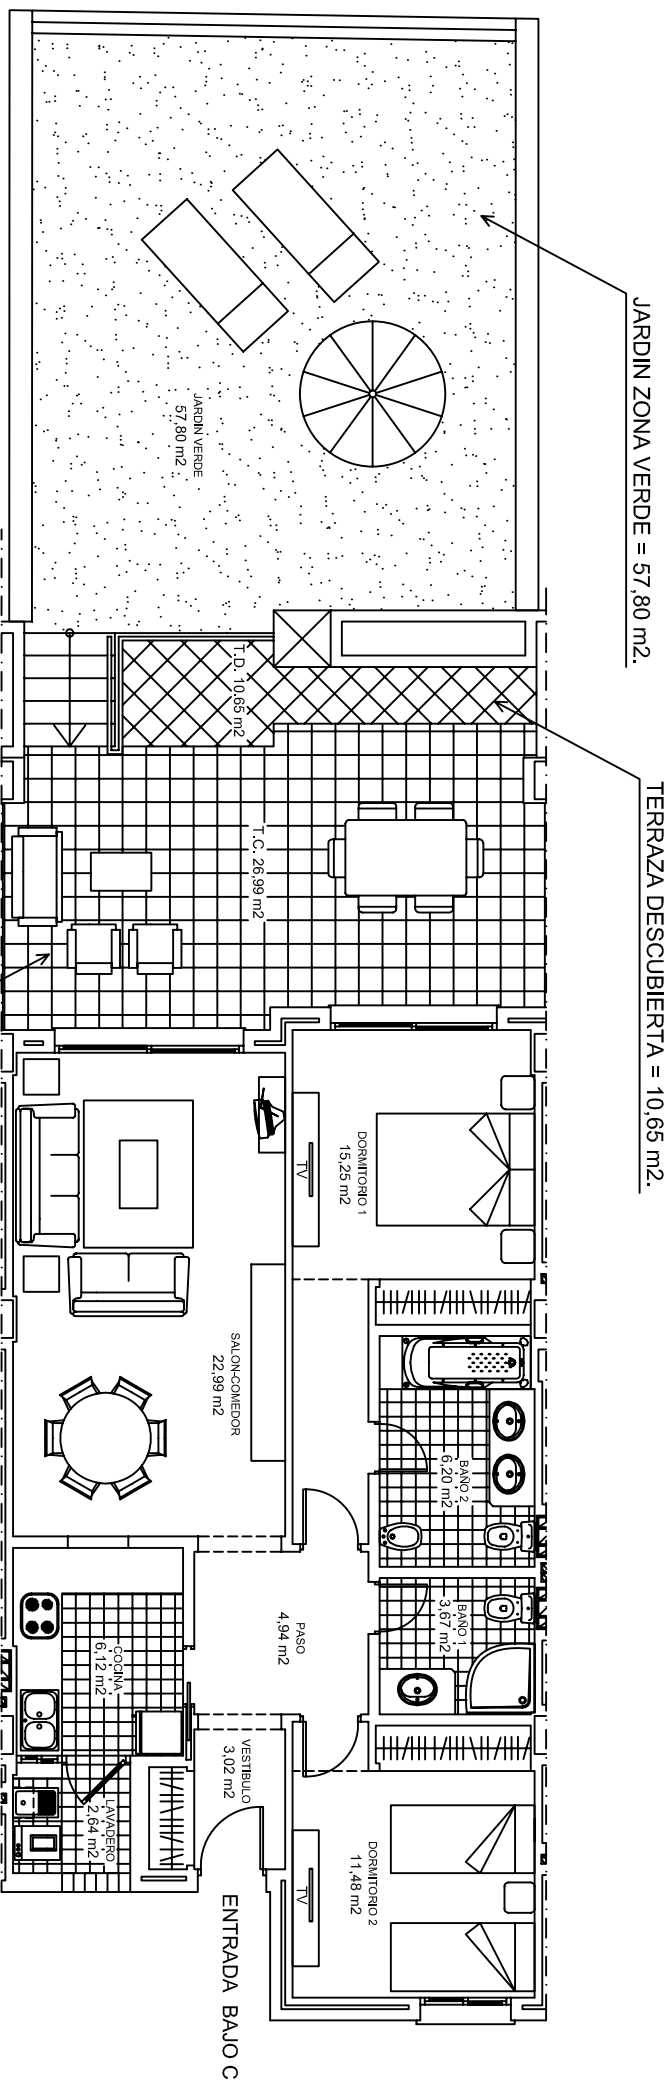 JARDIN ZONA VERDE = 57,80 m2.
TERRAZA DESCUBIERTA = 10,65 m2.
JARDIN VERDE
57,80 m2
T.D. 10.65 m2
T.C. 26,99 m2
DORMITORIO 1
15,25 m2
TV
SALON-COMEDOR
22,99 m2
BAÑO 2
6,20 m2
BAÑO 1
3,67 m2
PASO
4,94 m2
COCINA
6,12 m2
VESTIBULO
3,02 m2
LAVADERO
2,64 m2
DORMITORIO 2
11,48 m2
TV
ENTRADA BAJO C